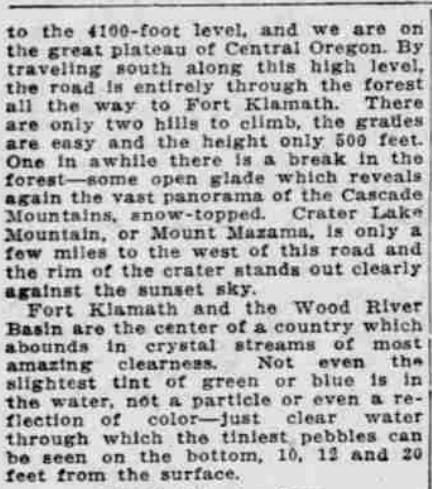 to the 4100-foot level, and we are on
the great plateau of Central Oregon. By
traveling south along this high level,
the road is entirely through the forest
all the way to Fort Klamath. There
are only two hills to climb, the grades
are easy and the height only 500 feet.
One in awhile there is a break in the
forest—some open glade which reveals
again the vast panorama of the Cascade
Mountains, snow-topped. Crater Lake
Mountain, or Mount Mazama, is only a
few miles to the west of this road and
the rim of the crater stands out clearly
against the sunset sky.
Fort Klamath and the Wood River
Basin are the center of a country which
abounds in crystal streams of most
amazing clearness. Not even the
slightest tint of green or blue is in
the water, not a particle or even a re-
flection of color—just clear water
through which the tiniest pebbles can
be seen on the bottom, 10, 12 and 20
feet from the surface.